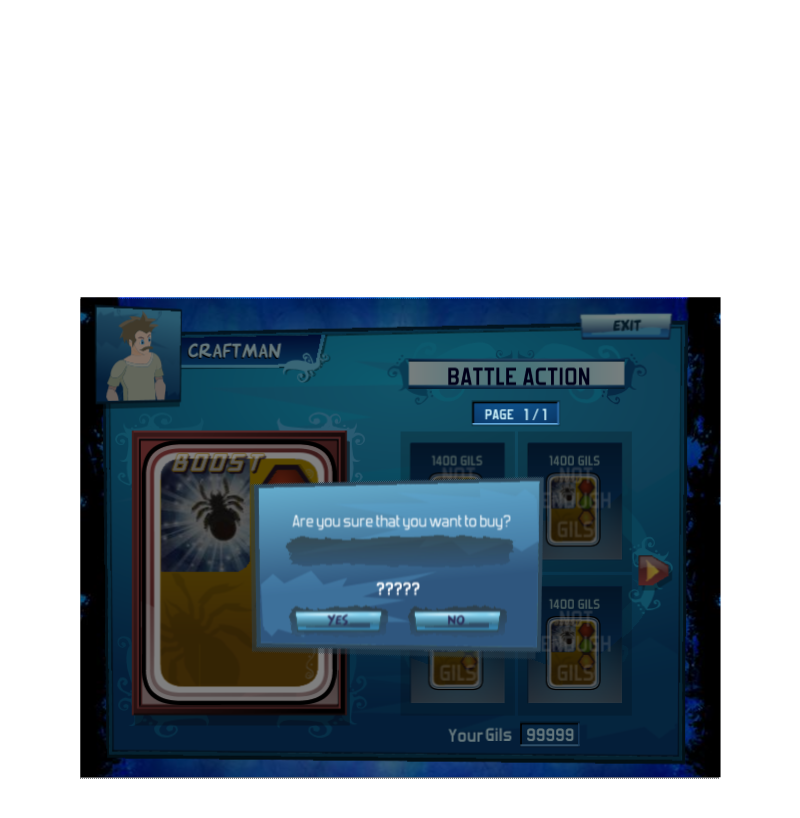 EXIT
CRAFTMAN
BATTLE ACTION
PAGE 1/1
BOOST
1400 GILS
NOT
1400 GILS
NOT
ENOUGH
GILS
Are you sure that you want to buy?
?????
YES
NO
1400 GILS
NOT
ENOUGH
GILS
GILS
Your Gils 99999